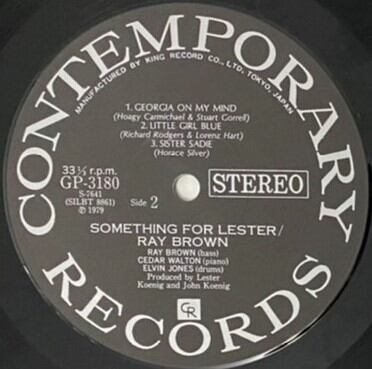 CONTEMPORARY
MANUFACTURED BY KING RECORD CO., LTD. TOKYO, JAPAN
1. GEORGIA ON MY MIND
(Hoagy Carmichael & Stuart Gorrell)
2. LITTLE GIRL BLUE
(Richard Rodgers & Lorenz Hart)
3. SISTER SADIE
(Horace Silver)
33⅓ r.p.m.
GP-3180
S-7641
(SILBT 8861)
Ⓟ 1979
Side 2
STEREO
SOMETHING FOR LESTER/
RAY BROWN
RAY BROWN (bass)
CEDAR WALTON (piano)
ELVIN JONES (drums)
Produced by Lester
Koenig and John Koenig
CR
RECORDS